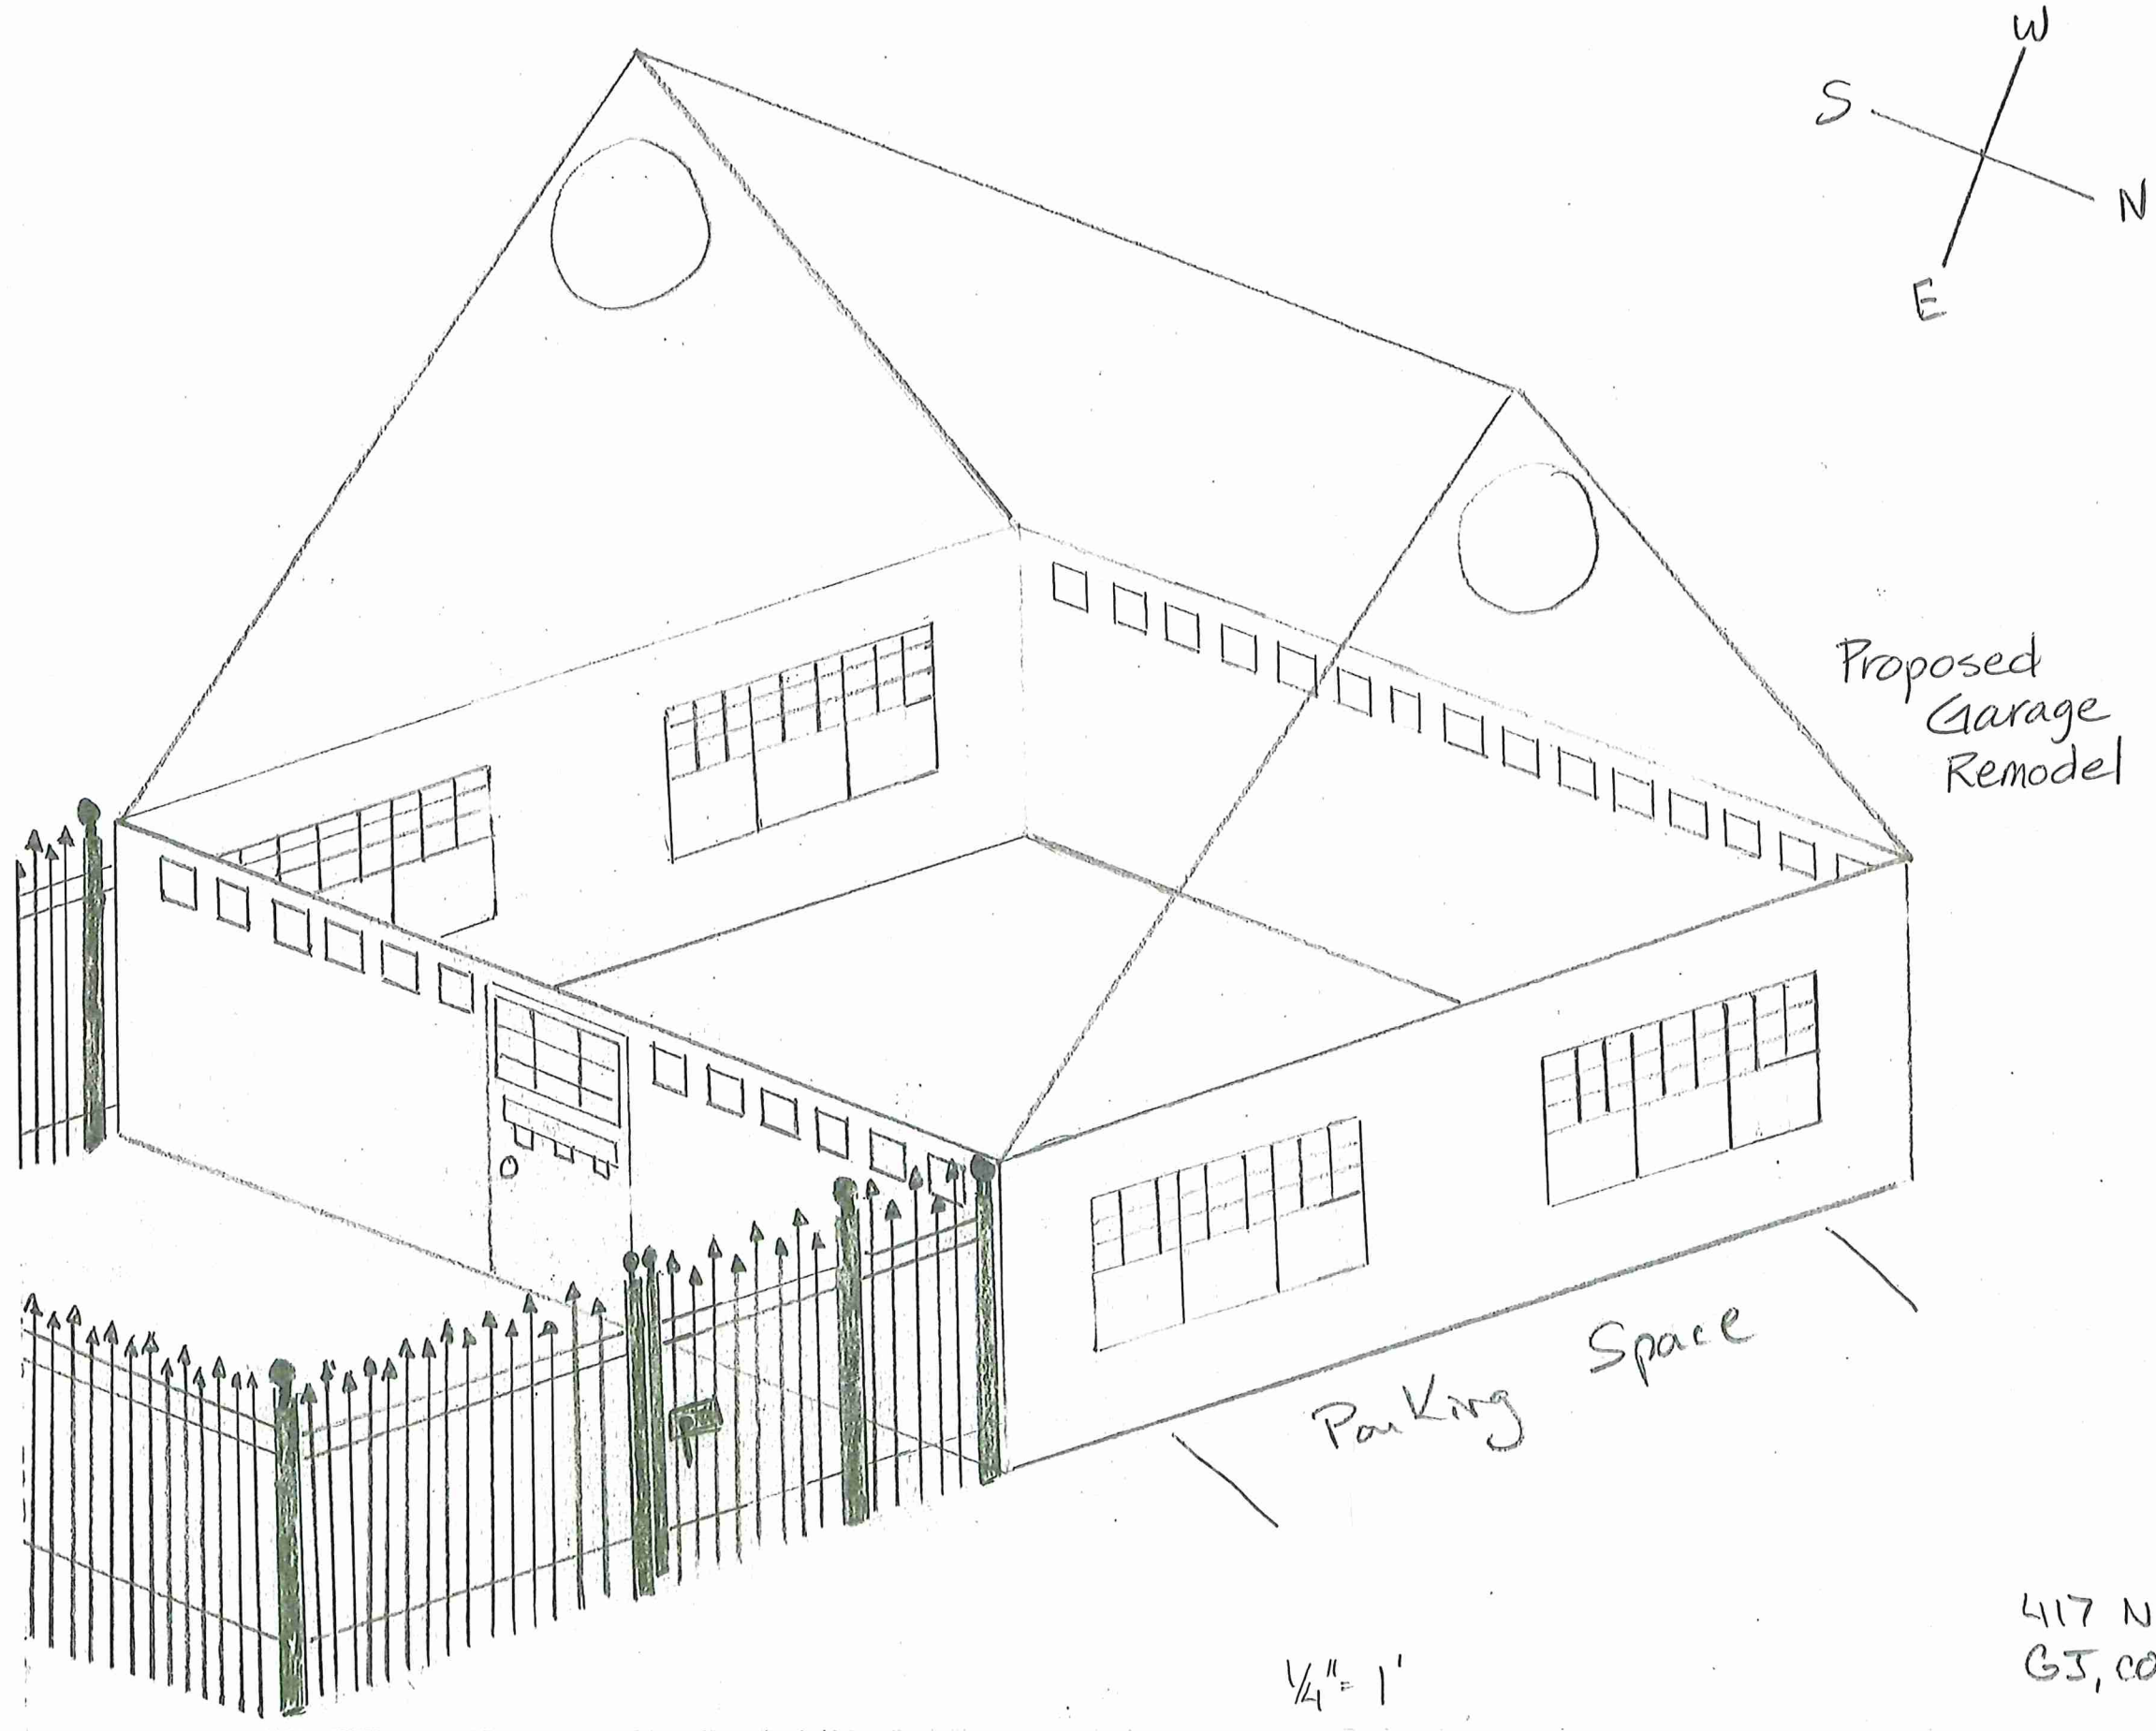 W
S
N
E
Proposed
Garage
Remodel
Parking Space
1/4" = 1'
417 N
GJ, CO